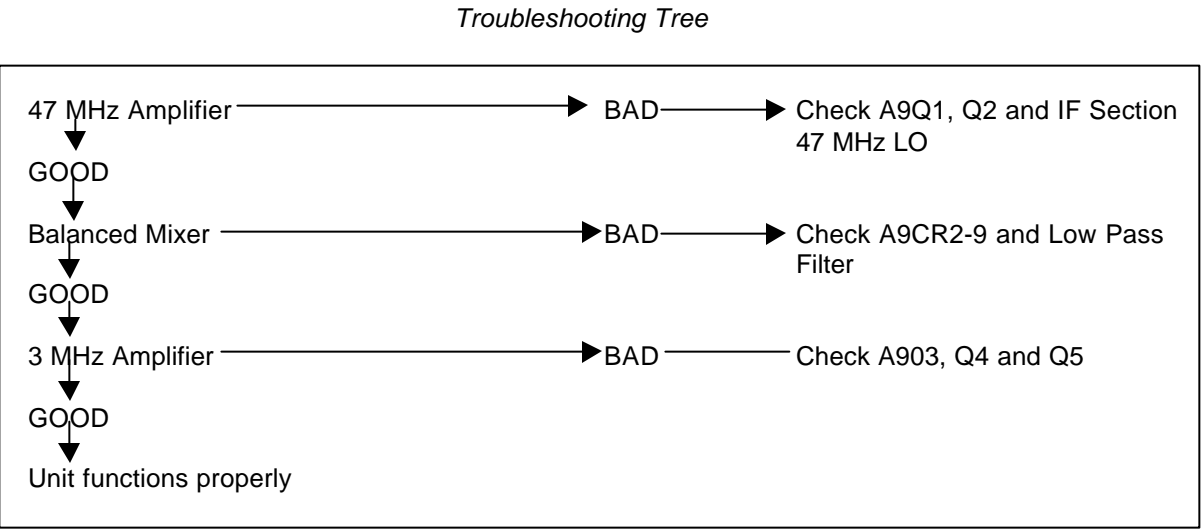 Troubleshooting Tree
47 MHz Amplifier BAD Check A9Q1, Q2 and IF Section
47 MHz LO
GOOD
Balanced Mixer BAD Check A9CR2-9 and Low Pass
Filter
GOOD
3 MHz Amplifier BAD Check A903, Q4 and Q5
GOOD
Unit functions properly